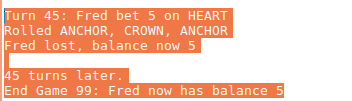 Turn 45: Fred bet 5 on HEART
Rolled ANCHOR, CROWN, ANCHOR
Fred lost, balance now 5

45 turns later.
End Game 99: Fred now has balance 5